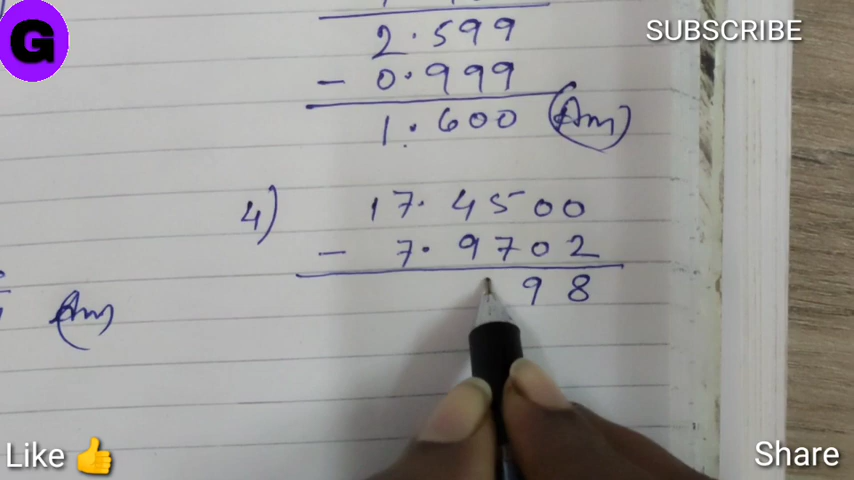 G
SUBSCRIBE
2.599
- 0.999
1.600 (Ans)
4) 17.4500
- 7.9702
98
Ans
Like 👍
Share